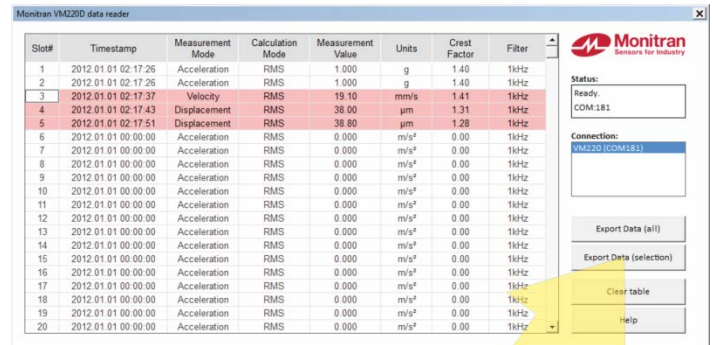 Monitran VM220D data reader
Slot# Timestamp Measurement Mode Calculation Mode Measurement Value Units Crest Factor Filter
1 2012.01.01 02:17:26 Acceleration RMS 1.000 g 1.40 1kHz
2 2012.01.01 02:17:26 Acceleration RMS 1.000 g 1.40 1kHz
3 2012.01.01 02:17:37 Velocity RMS 19.10 mm/s 1.41 1kHz
4 2012.01.01 02:17:43 Displacement RMS 38.00 µm 1.31 1kHz
5 2012.01.01 02:17:51 Displacement RMS 38.80 µm 1.28 1kHz
6 2012.01.01 00:00:00 Acceleration RMS 0.000 m/s² 0.00 1kHz
7 2012.01.01 00:00:00 Acceleration RMS 0.000 m/s² 0.00 1kHz
8 2012.01.01 00:00:00 Acceleration RMS 0.000 m/s² 0.00 1kHz
9 2012.01.01 00:00:00 Acceleration RMS 0.000 m/s² 0.00 1kHz
10 2012.01.01 00:00:00 Acceleration RMS 0.000 m/s² 0.00 1kHz
11 2012.01.01 00:00:00 Acceleration RMS 0.000 m/s² 0.00 1kHz
12 2012.01.01 00:00:00 Acceleration RMS 0.000 m/s² 0.00 1kHz
13 2012.01.01 00:00:00 Acceleration RMS 0.000 m/s² 0.00 1kHz
14 2012.01.01 00:00:00 Acceleration RMS 0.000 m/s² 0.00 1kHz
15 2012.01.01 00:00:00 Acceleration RMS 0.000 m/s² 0.00 1kHz
16 2012.01.01 00:00:00 Acceleration RMS 0.000 m/s² 0.00 1kHz
17 2012.01.01 00:00:00 Acceleration RMS 0.000 m/s² 0.00 1kHz
18 2012.01.01 00:00:00 Acceleration RMS 0.000 m/s² 0.00 1kHz
19 2012.01.01 00:00:00 Acceleration RMS 0.000 m/s² 0.00 1kHz
20 2012.01.01 00:00:00 Acceleration RMS 0.000 m/s² 0.00 1kHz
Monitran
Sensors for Industry
Status:
Ready.
COM:181
Connection:
VM220 (COM181)
Export Data (all)
Export Data (selection)
Clear table
Help